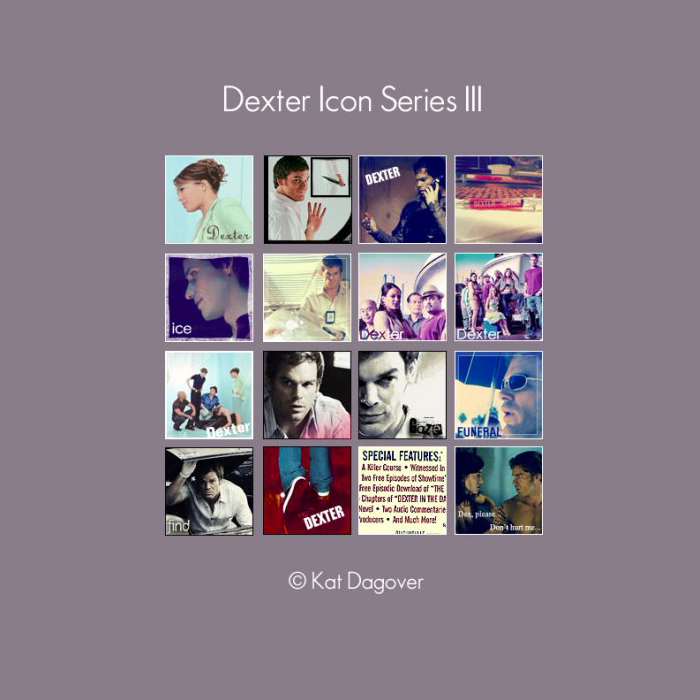 Dexter Icon Series III
Dexter
DEXTER
ice
Dexter
Dexter
Dexter
Gaze
FUNERAL
find
DEXTER
SPECIAL FEATURES:
A Killer Course • Witnessed In
Two Free Episodes of Showtime'
Free Episodic Download of "THE
Chapters of "DEXTER IN THE DA
Novel • Two Audio Commentarie
roducers • And Much More!
Dex, please...
Don't hurt me...
© Kat Dagover